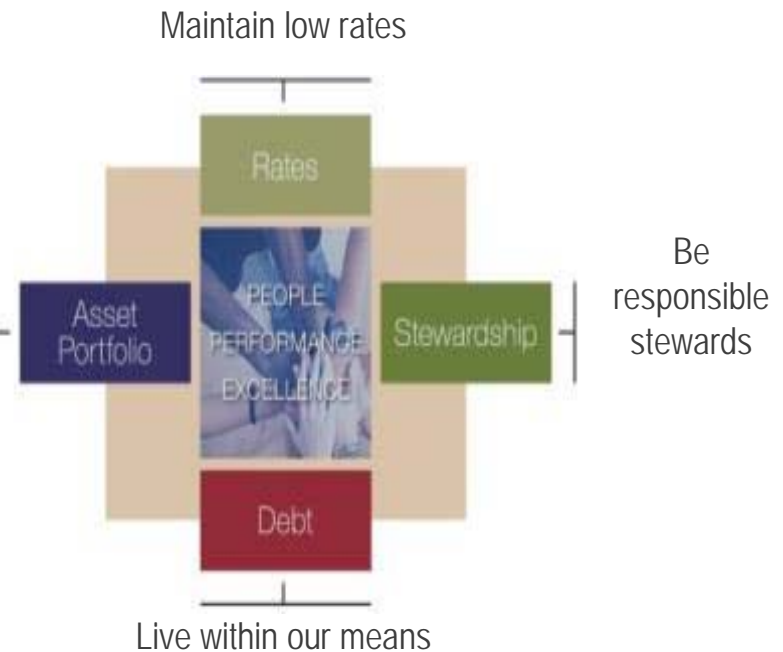 Maintain low rates
Rates
Asset
Portfolio
PEOPLE
PERFORMANCE
EXCELLENCE
Stewardship
Be
responsible
stewards
Debt
Live within our means